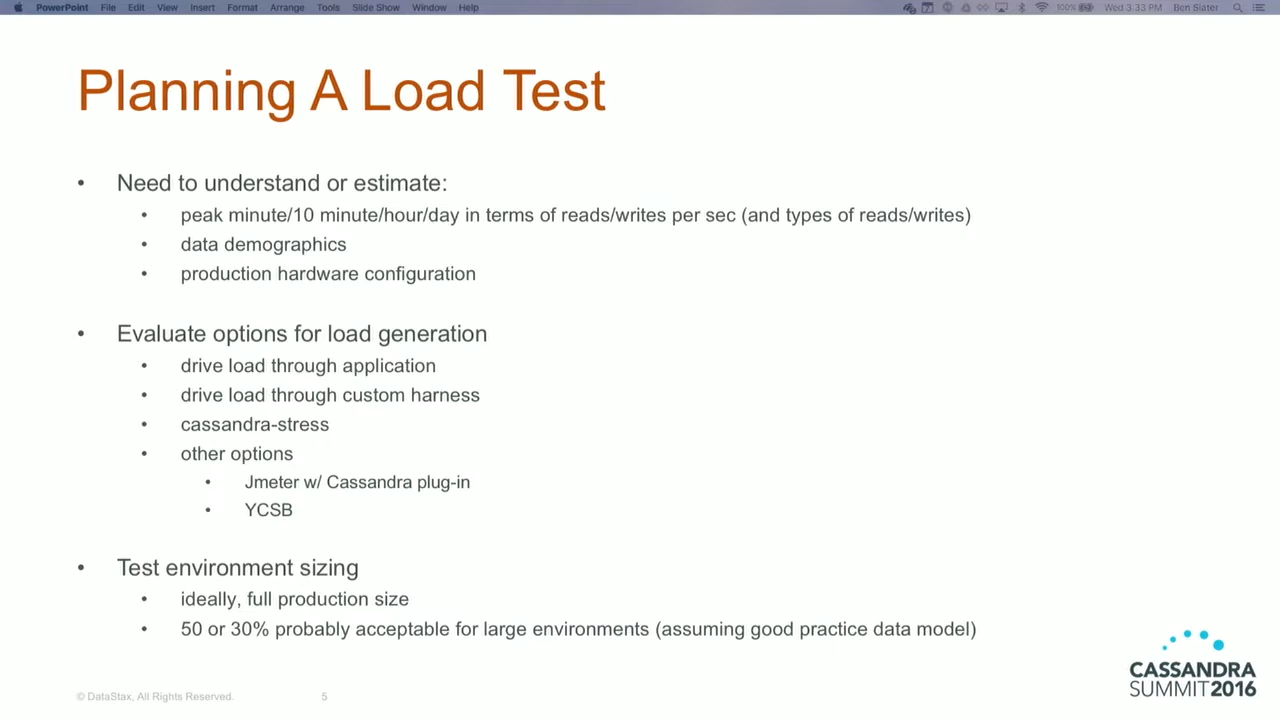 PowerPoint File Edit View Insert Format Arrange Tools Slide Show Window Help 100% Wed 3:33 PM Ben Slater
Planning A Load Test
• Need to understand or estimate:
• peak minute/10 minute/hour/day in terms of reads/writes per sec (and types of reads/writes)
• data demographics
• production hardware configuration
• Evaluate options for load generation
• drive load through application
• drive load through custom harness
• cassandra-stress
• other options
• Jmeter w/ Cassandra plug-in
• YCSB
• Test environment sizing
• ideally, full production size
• 50 or 30% probably acceptable for large environments (assuming good practice data model)
© DataStax, All Rights Reserved. 5
CASSANDRA
SUMMIT2016